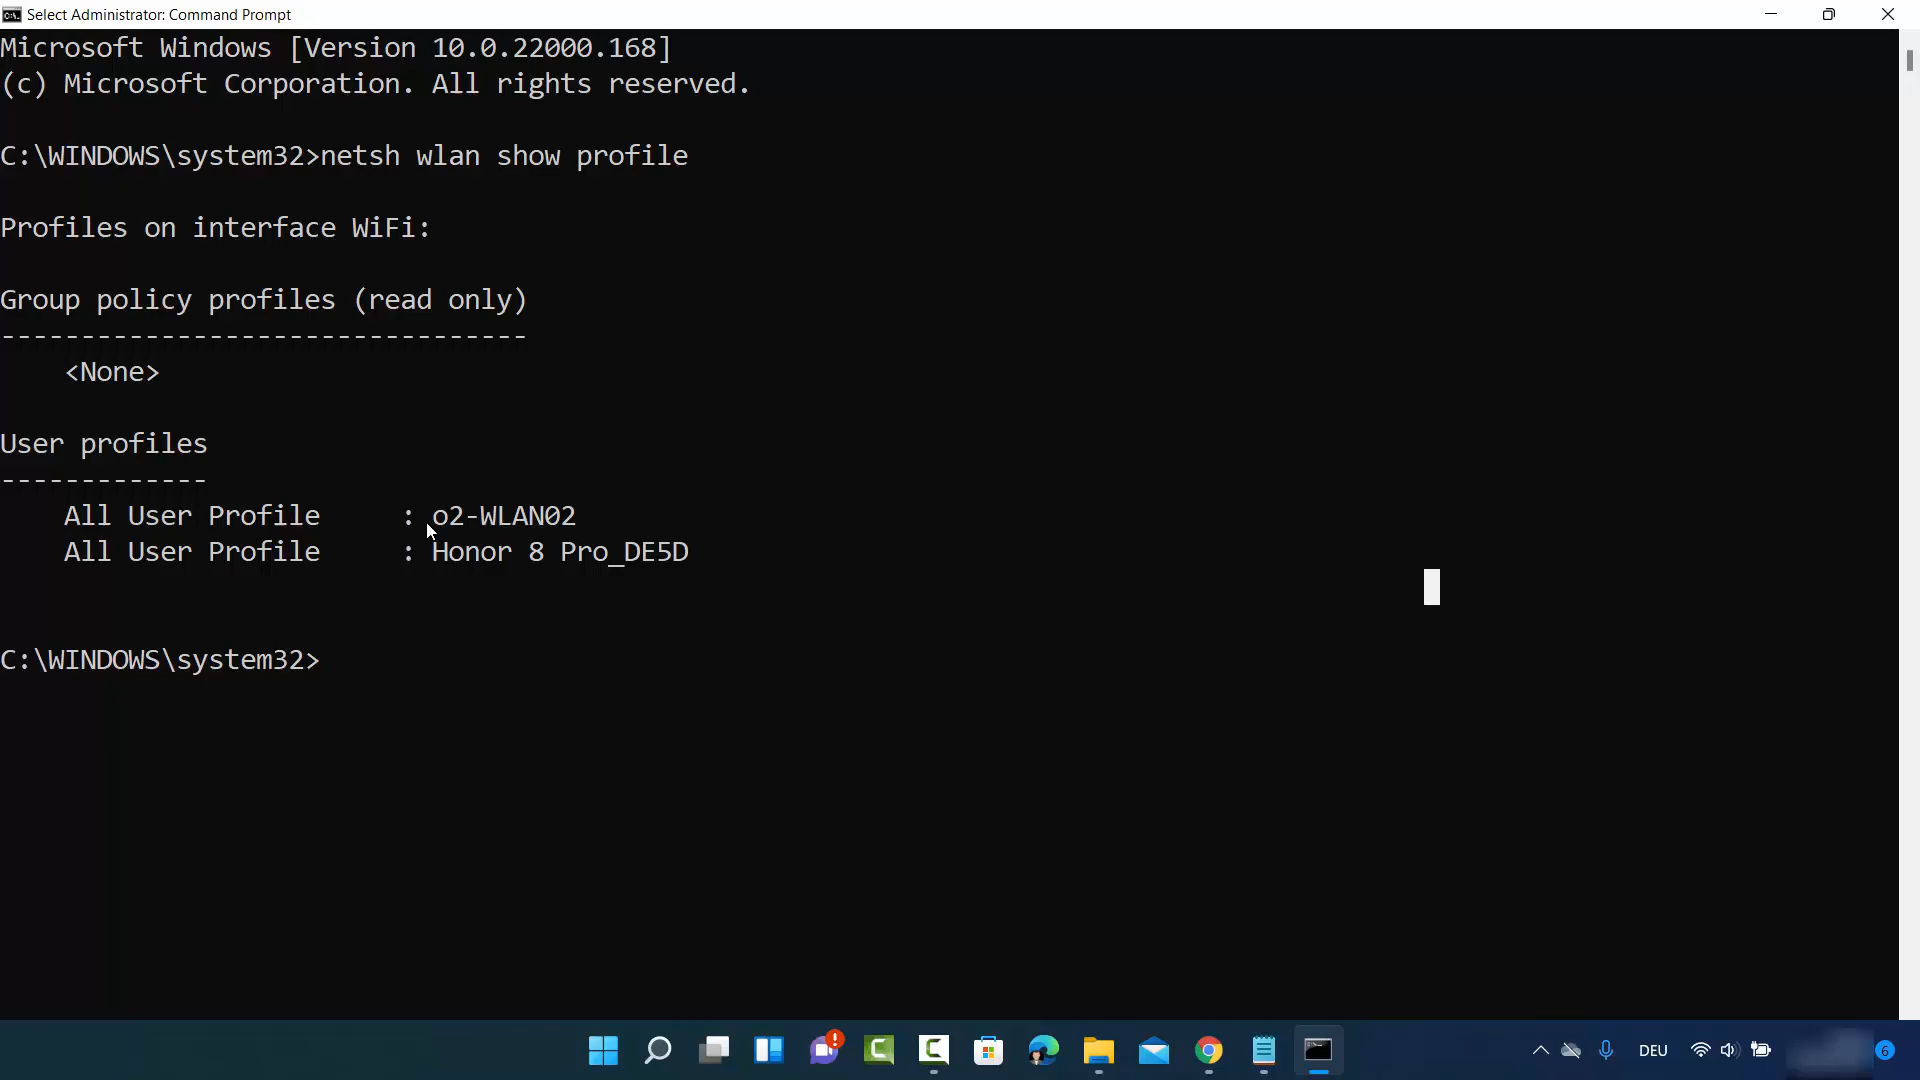 Select Administrator: Command Prompt
Microsoft Windows [Version 10.0.22000.168]
(c) Microsoft Corporation. All rights reserved.
C:\WINDOWS\system32>netsh wlan show profile
Profiles on interface WiFi:
Group policy profiles (read only)
---------------------------------
    <None>
User profiles
-------------
    All User Profile     : o2-WLAN02
    All User Profile     : Honor 8 Pro_DE5D
C:\WINDOWS\system32>
DEU
6